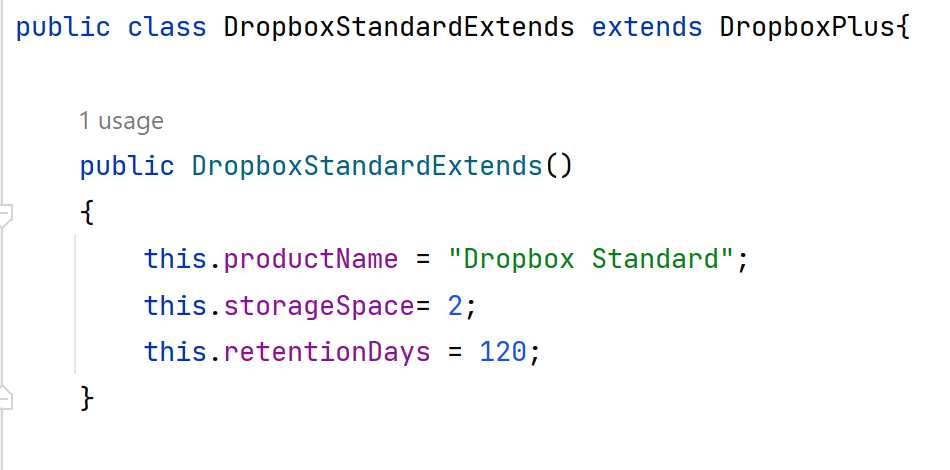 public class DropboxStandardExtends extends DropboxPlus{
1 usage
public DropboxStandardExtends()
{
this.productName = "Dropbox Standard";
this.storageSpace= 2;
this.retentionDays = 120;
}